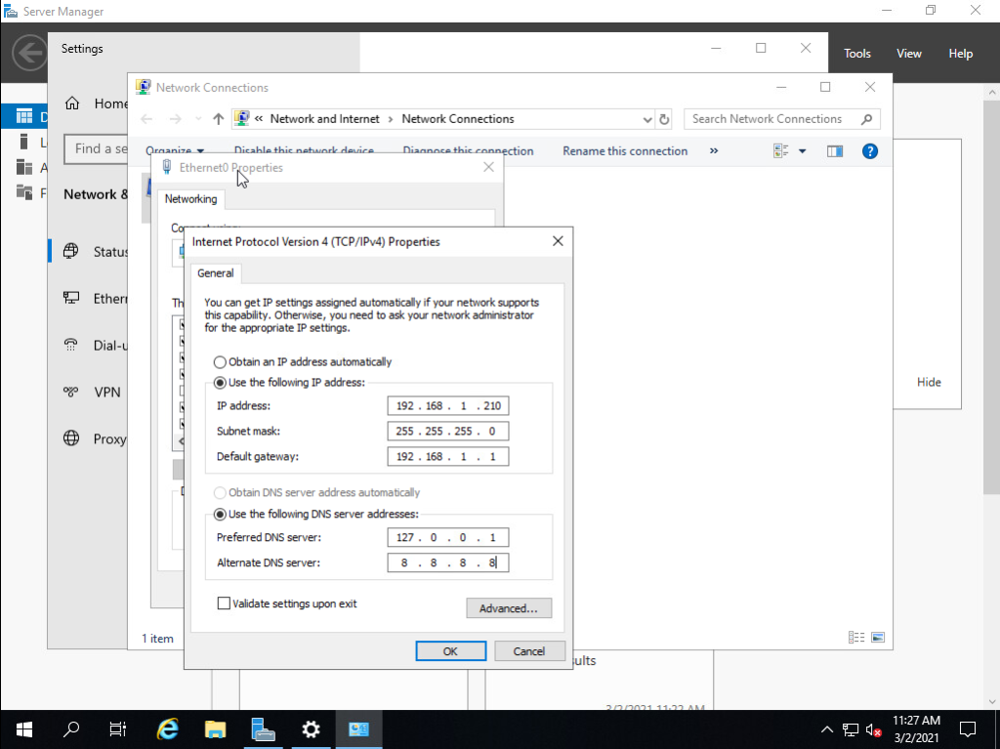 Server Manager
Settings
Tools View Help
Network Connections
Home
« Network and Internet › Network Connections
Search Network Connections
Find a se
Organize Disable this network device Diagnose this connection Rename this connection »
Ethernet0 Properties
Network &
Networking
Status
Internet Protocol Version 4 (TCP/IPv4) Properties
General
Ethern
You can get IP settings assigned automatically if your network supports
this capability. Otherwise, you need to ask your network administrator
for the appropriate IP settings.
Dial-u
Obtain an IP address automatically
Use the following IP address:
Hide
VPN
IP address: 192 . 168 . 1 . 210
Subnet mask: 255 . 255 . 255 . 0
Proxy
Default gateway: 192 . 168 . 1 . 1
Obtain DNS server address automatically
Use the following DNS server addresses:
Preferred DNS server: 127 . 0 . 0 . 1
Alternate DNS server: 8 . 8 . 8 . 8
Validate settings upon exit
Advanced...
1 item
OK Cancel
3/2/2021 11:22 AM
11:27 AM
3/2/2021